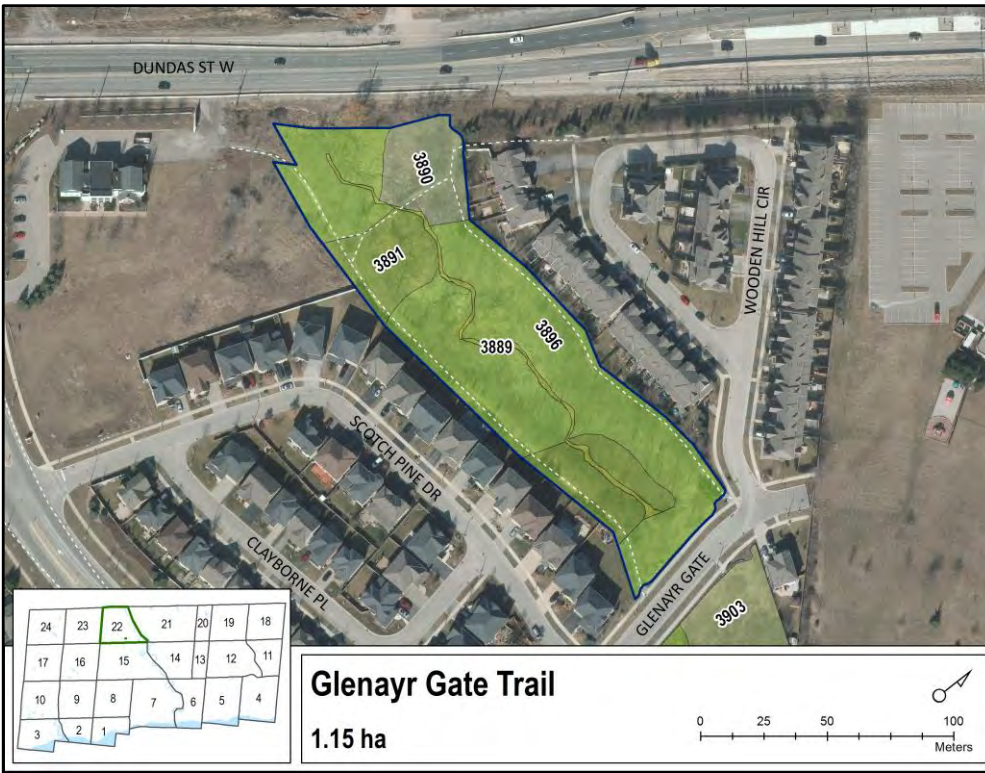 DUNDAS ST W
3890
3891
WOODEN HILL CIR
3896
3889
SCOTCH PINE DR
CLAYBORNE PL
GLENAYR GATE
3903
24 23 22 21 20 19 18
17 16 15 14 13 12 11
10 9 8 7 6 5 4
3 2 1
Glenayr Gate Trail
1.15 ha
0 25 50 100
Meters